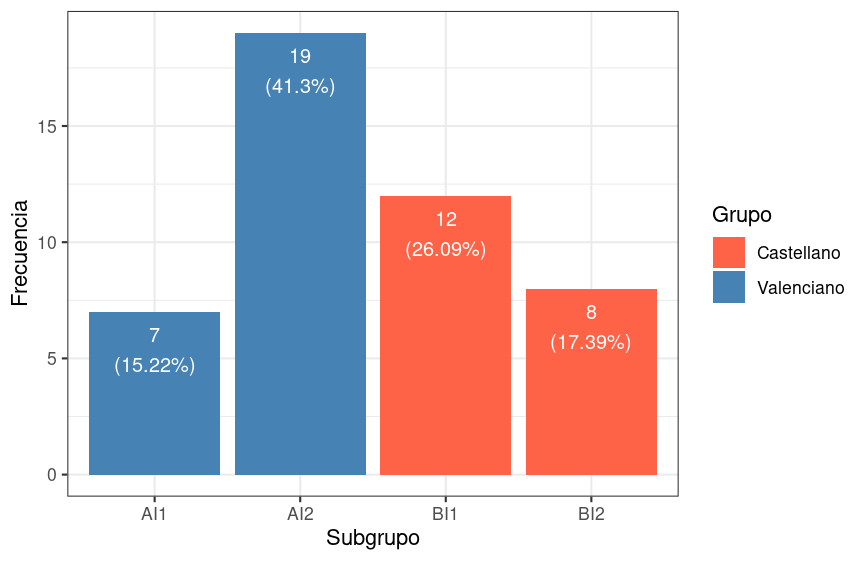 Frecuencia
15
10
5
0
19
(41.3%)
12
(26.09%)
8
(17.39%)
7
(15.22%)
AI1
AI2
BI1
BI2
Subgrupo
Grupo
Castellano
Valenciano